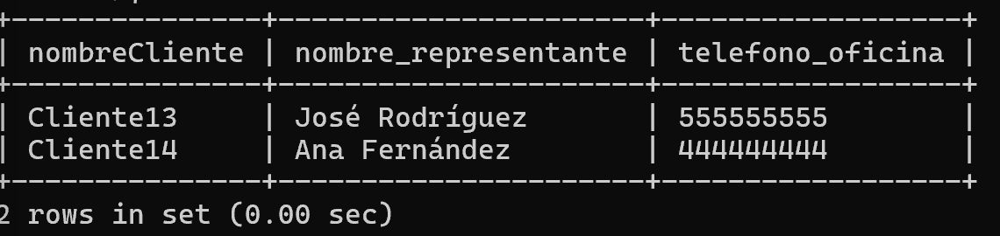 +---------------+----------------------+------------------+
| nombreCliente | nombre_representante | telefono_oficina |
+---------------+----------------------+------------------+
| Cliente13     | José Rodríguez       | 555555555        |
| Cliente14     | Ana Fernández        | 444444444        |
+---------------+----------------------+------------------+
2 rows in set (0.00 sec)